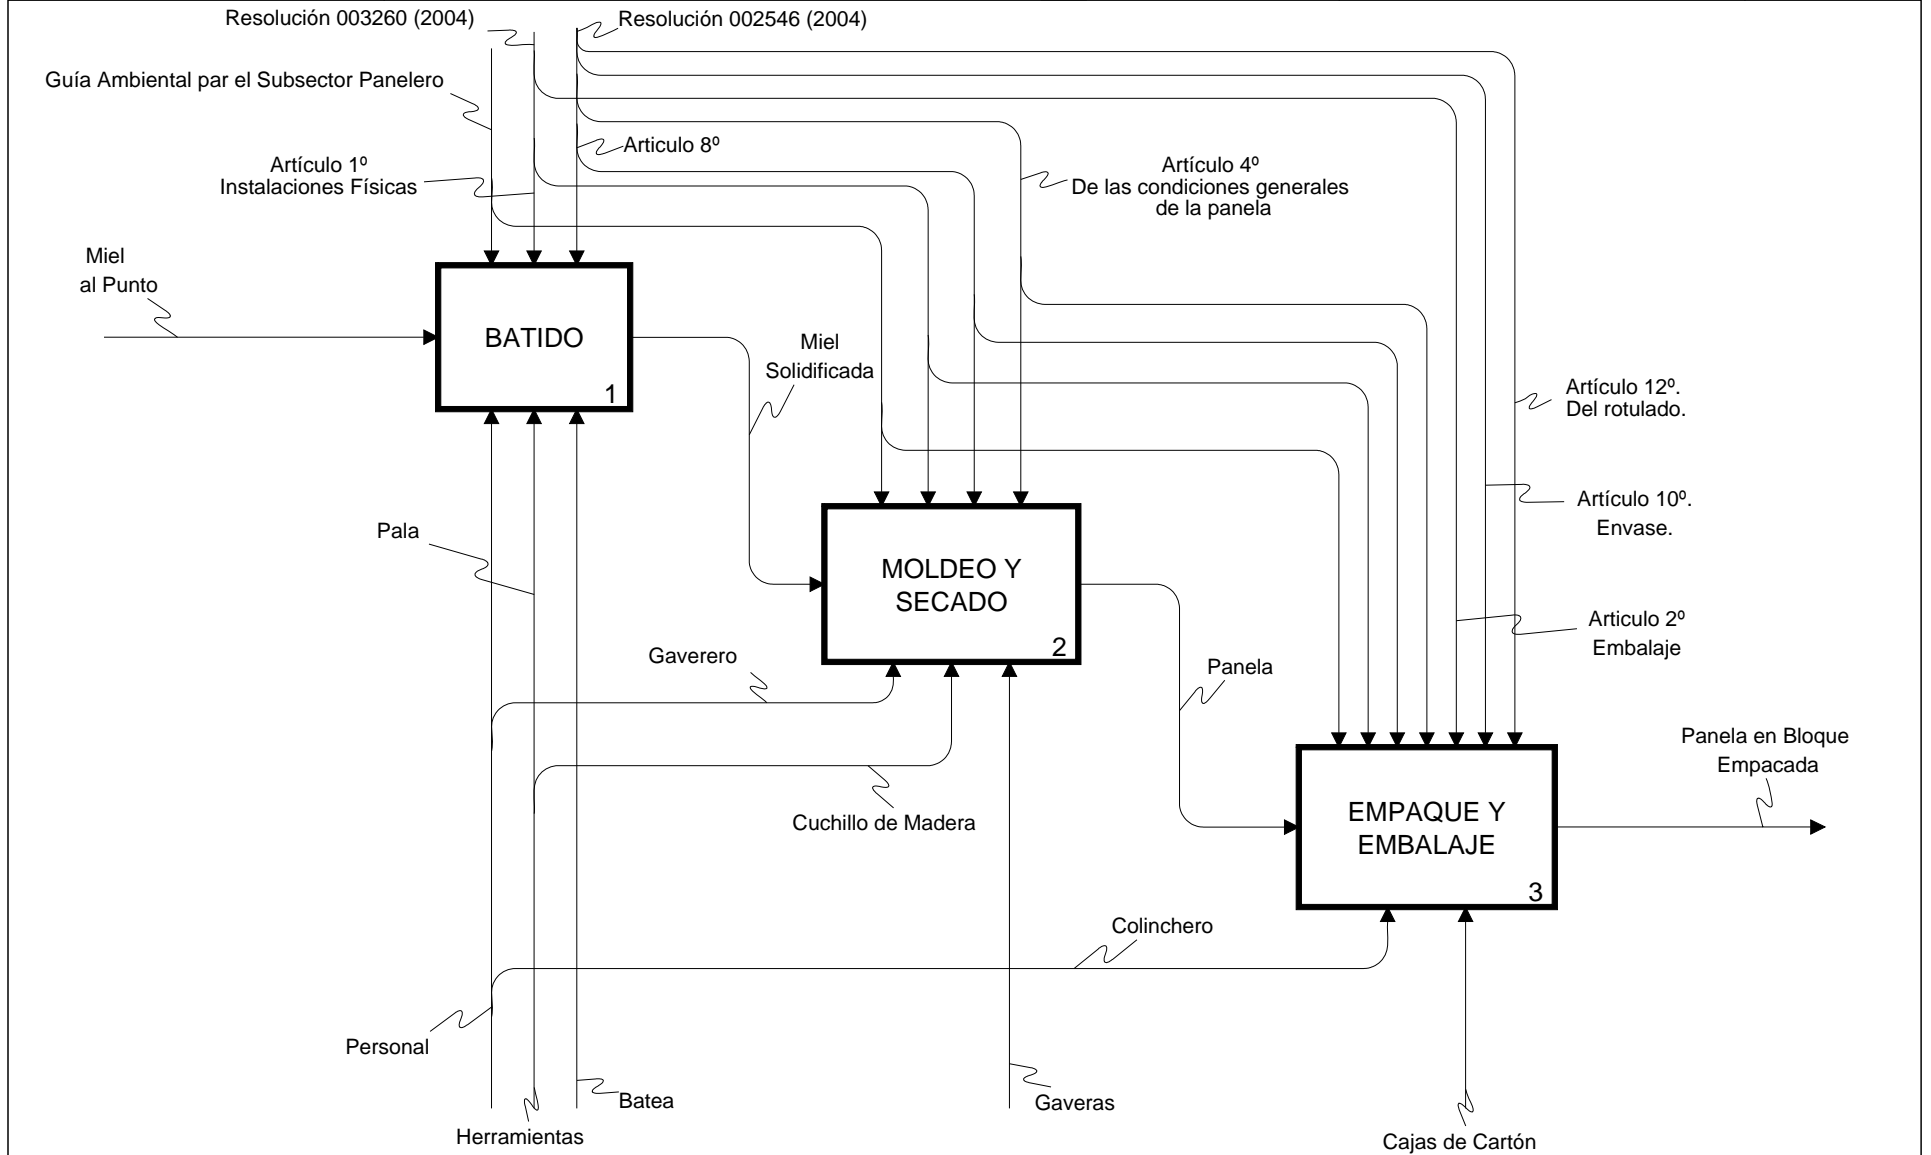 Resolución 003260 (2004)
Resolución 002546 (2004)
Guía Ambiental par el Subsector Panelero
Articulo 8º
Artículo 1º
Instalaciones Físicas
Artículo 4º
De las condiciones generales
de la panela
Miel
al Punto
BATIDO
1
Miel
Solidificada
Artículo 12º.
Del rotulado.
Artículo 10º.
Envase.
Pala
MOLDEO Y
SECADO
2
Articulo 2º
Embalaje
Gaverero
Panela
Panela en Bloque
Empacada
Cuchillo de Madera
EMPAQUE Y
EMBALAJE
3
Colinchero
Personal
Batea
Gaveras
Herramientas
Cajas de Cartón